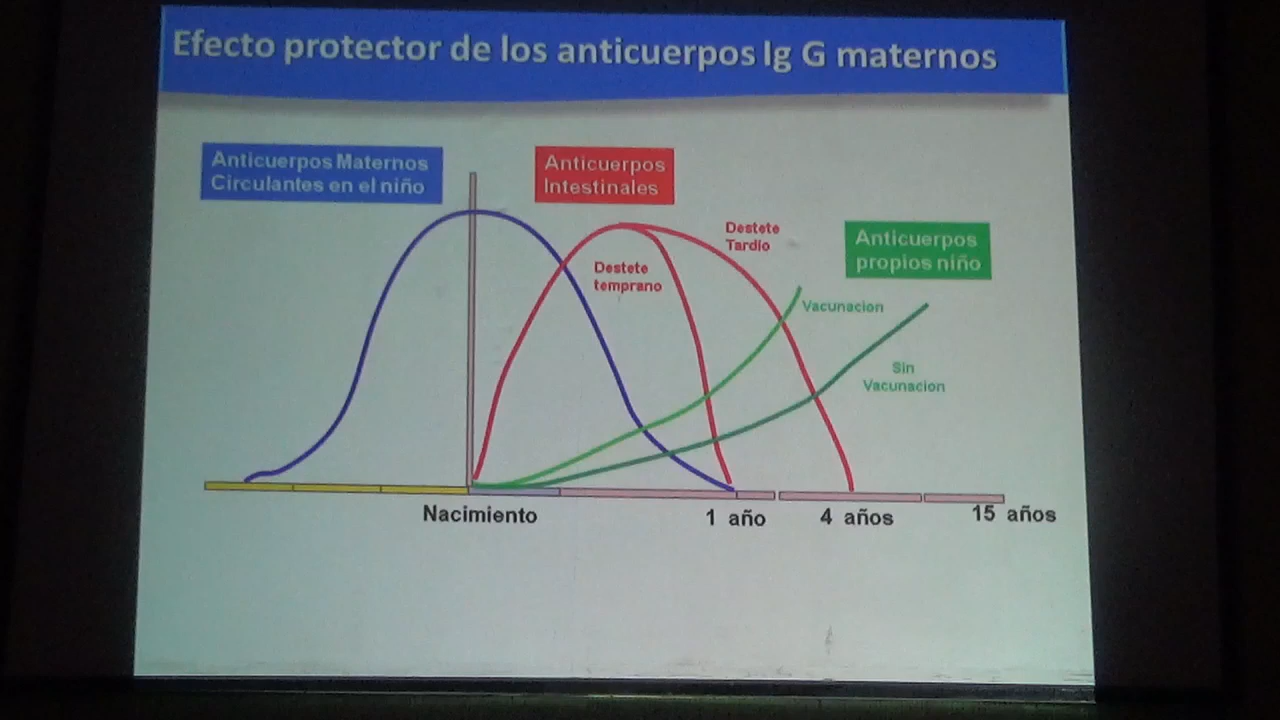 Efecto protector de los anticuerpos Ig G maternos
Anticuerpos Maternos
Circulantes en el niño
Anticuerpos
Intestinales
Destete
Tardio
Anticuerpos
propios niño
Destete
temprano
Vacunacion
Sin
Vacunacion
Nacimiento
1 año
4 años
15 años